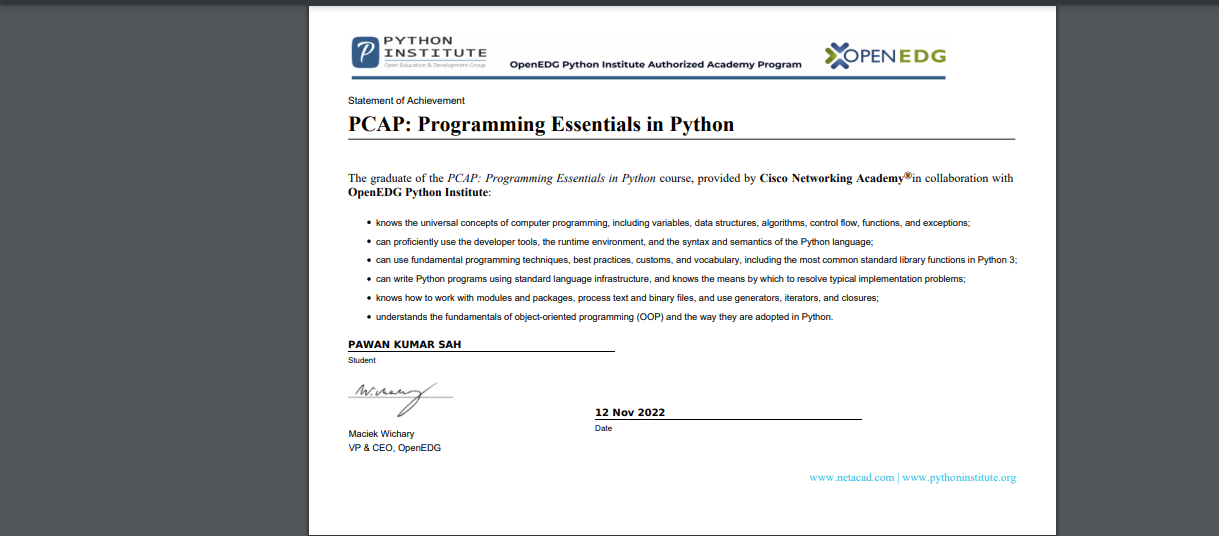 PYTHON
INSTITUTE
Open Education & Development Group
OpenEDG Python Institute Authorized Academy Program
OPENEDG
Statement of Achievement
PCAP: Programming Essentials in Python
The graduate of the PCAP: Programming Essentials in Python course, provided by Cisco Networking Academy®in collaboration with
OpenEDG Python Institute:
• knows the universal concepts of computer programming, including variables, data structures, algorithms, control flow, functions, and exceptions;
• can proficiently use the developer tools, the runtime environment, and the syntax and semantics of the Python language;
• can use fundamental programming techniques, best practices, customs, and vocabulary, including the most common standard library functions in Python 3;
• can write Python programs using standard language infrastructure, and knows the means by which to resolve typical implementation problems;
• knows how to work with modules and packages, process text and binary files, and use generators, iterators, and closures;
• understands the fundamentals of object-oriented programming (OOP) and the way they are adopted in Python.
PAWAN KUMAR SAH
Student
Wichary
12 Nov 2022
Date
Maciek Wichary
VP & CEO, OpenEDG
www.netacad.com | www.pythoninstitute.org